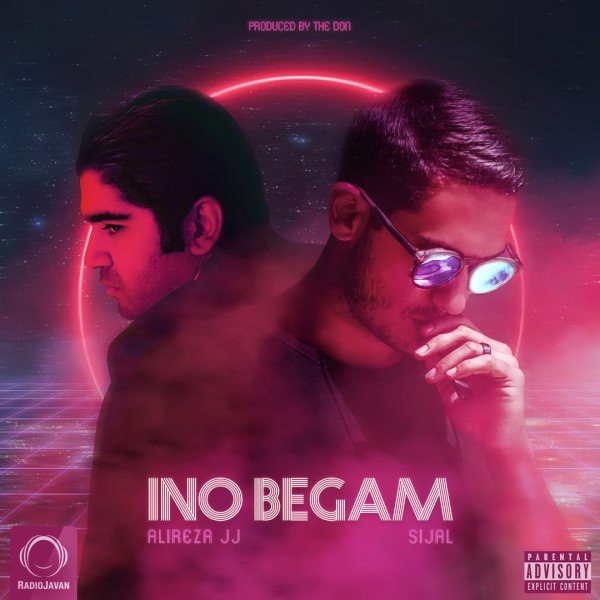 PRODUCED BY THE DON
INO BEGAM
ALIREZA JJ
SIJAL
RADIOJAVAN
PARENTAL
ADVISORY
EXPLICIT CONTENT